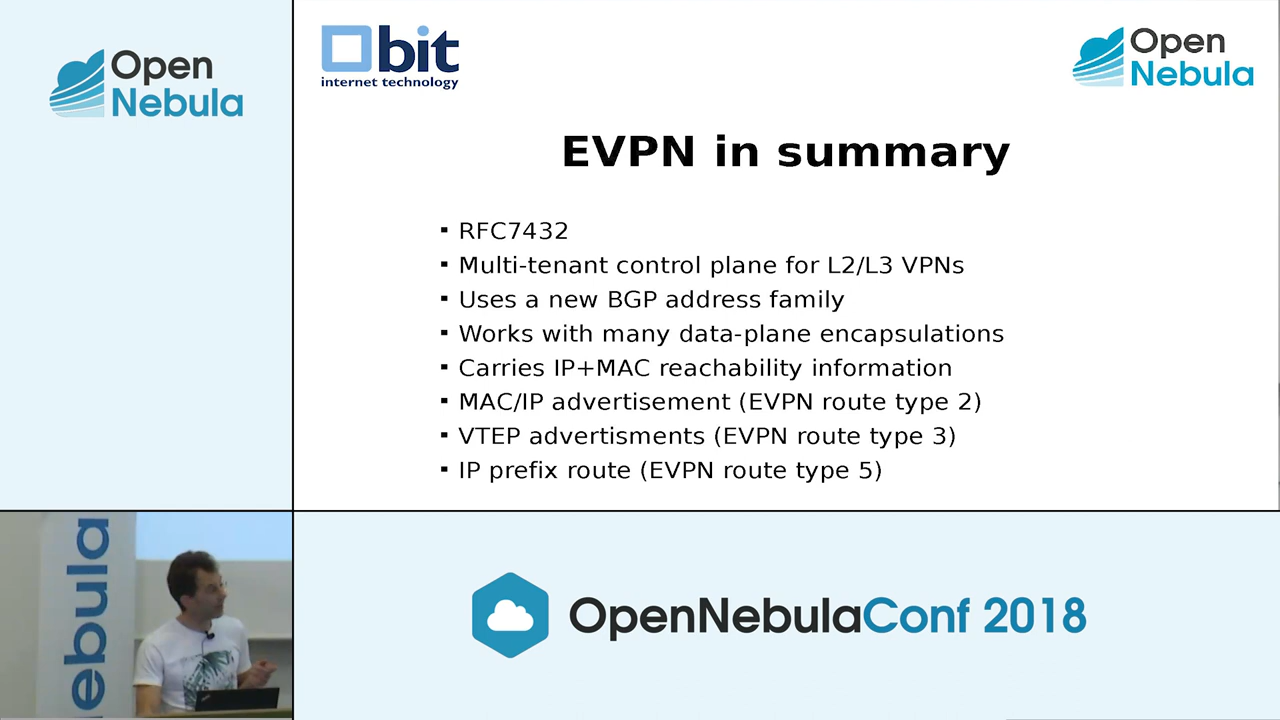 Open
Nebula
bit
internet technology
Open
Nebula
EVPN in summary
▪ RFC7432
▪ Multi-tenant control plane for L2/L3 VPNs
▪ Uses a new BGP address family
▪ Works with many data-plane encapsulations
▪ Carries IP+MAC reachability information
▪ MAC/IP advertisement (EVPN route type 2)
▪ VTEP advertisments (EVPN route type 3)
▪ IP prefix route (EVPN route type 5)
ebula
OpenNebulaConf 2018